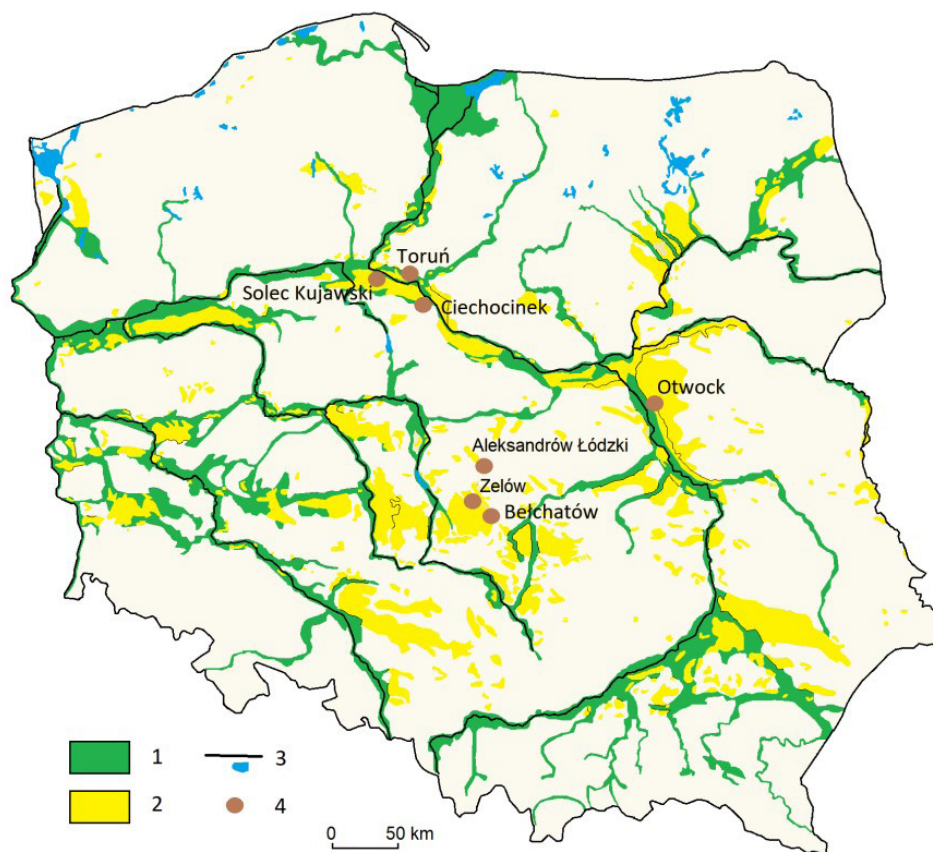 Toruń
Solec Kujawski
Ciechocinek
Otwock
Aleksandrów Łódzki
Zelów
Bełchatów
1 3
2 4
0 50 km